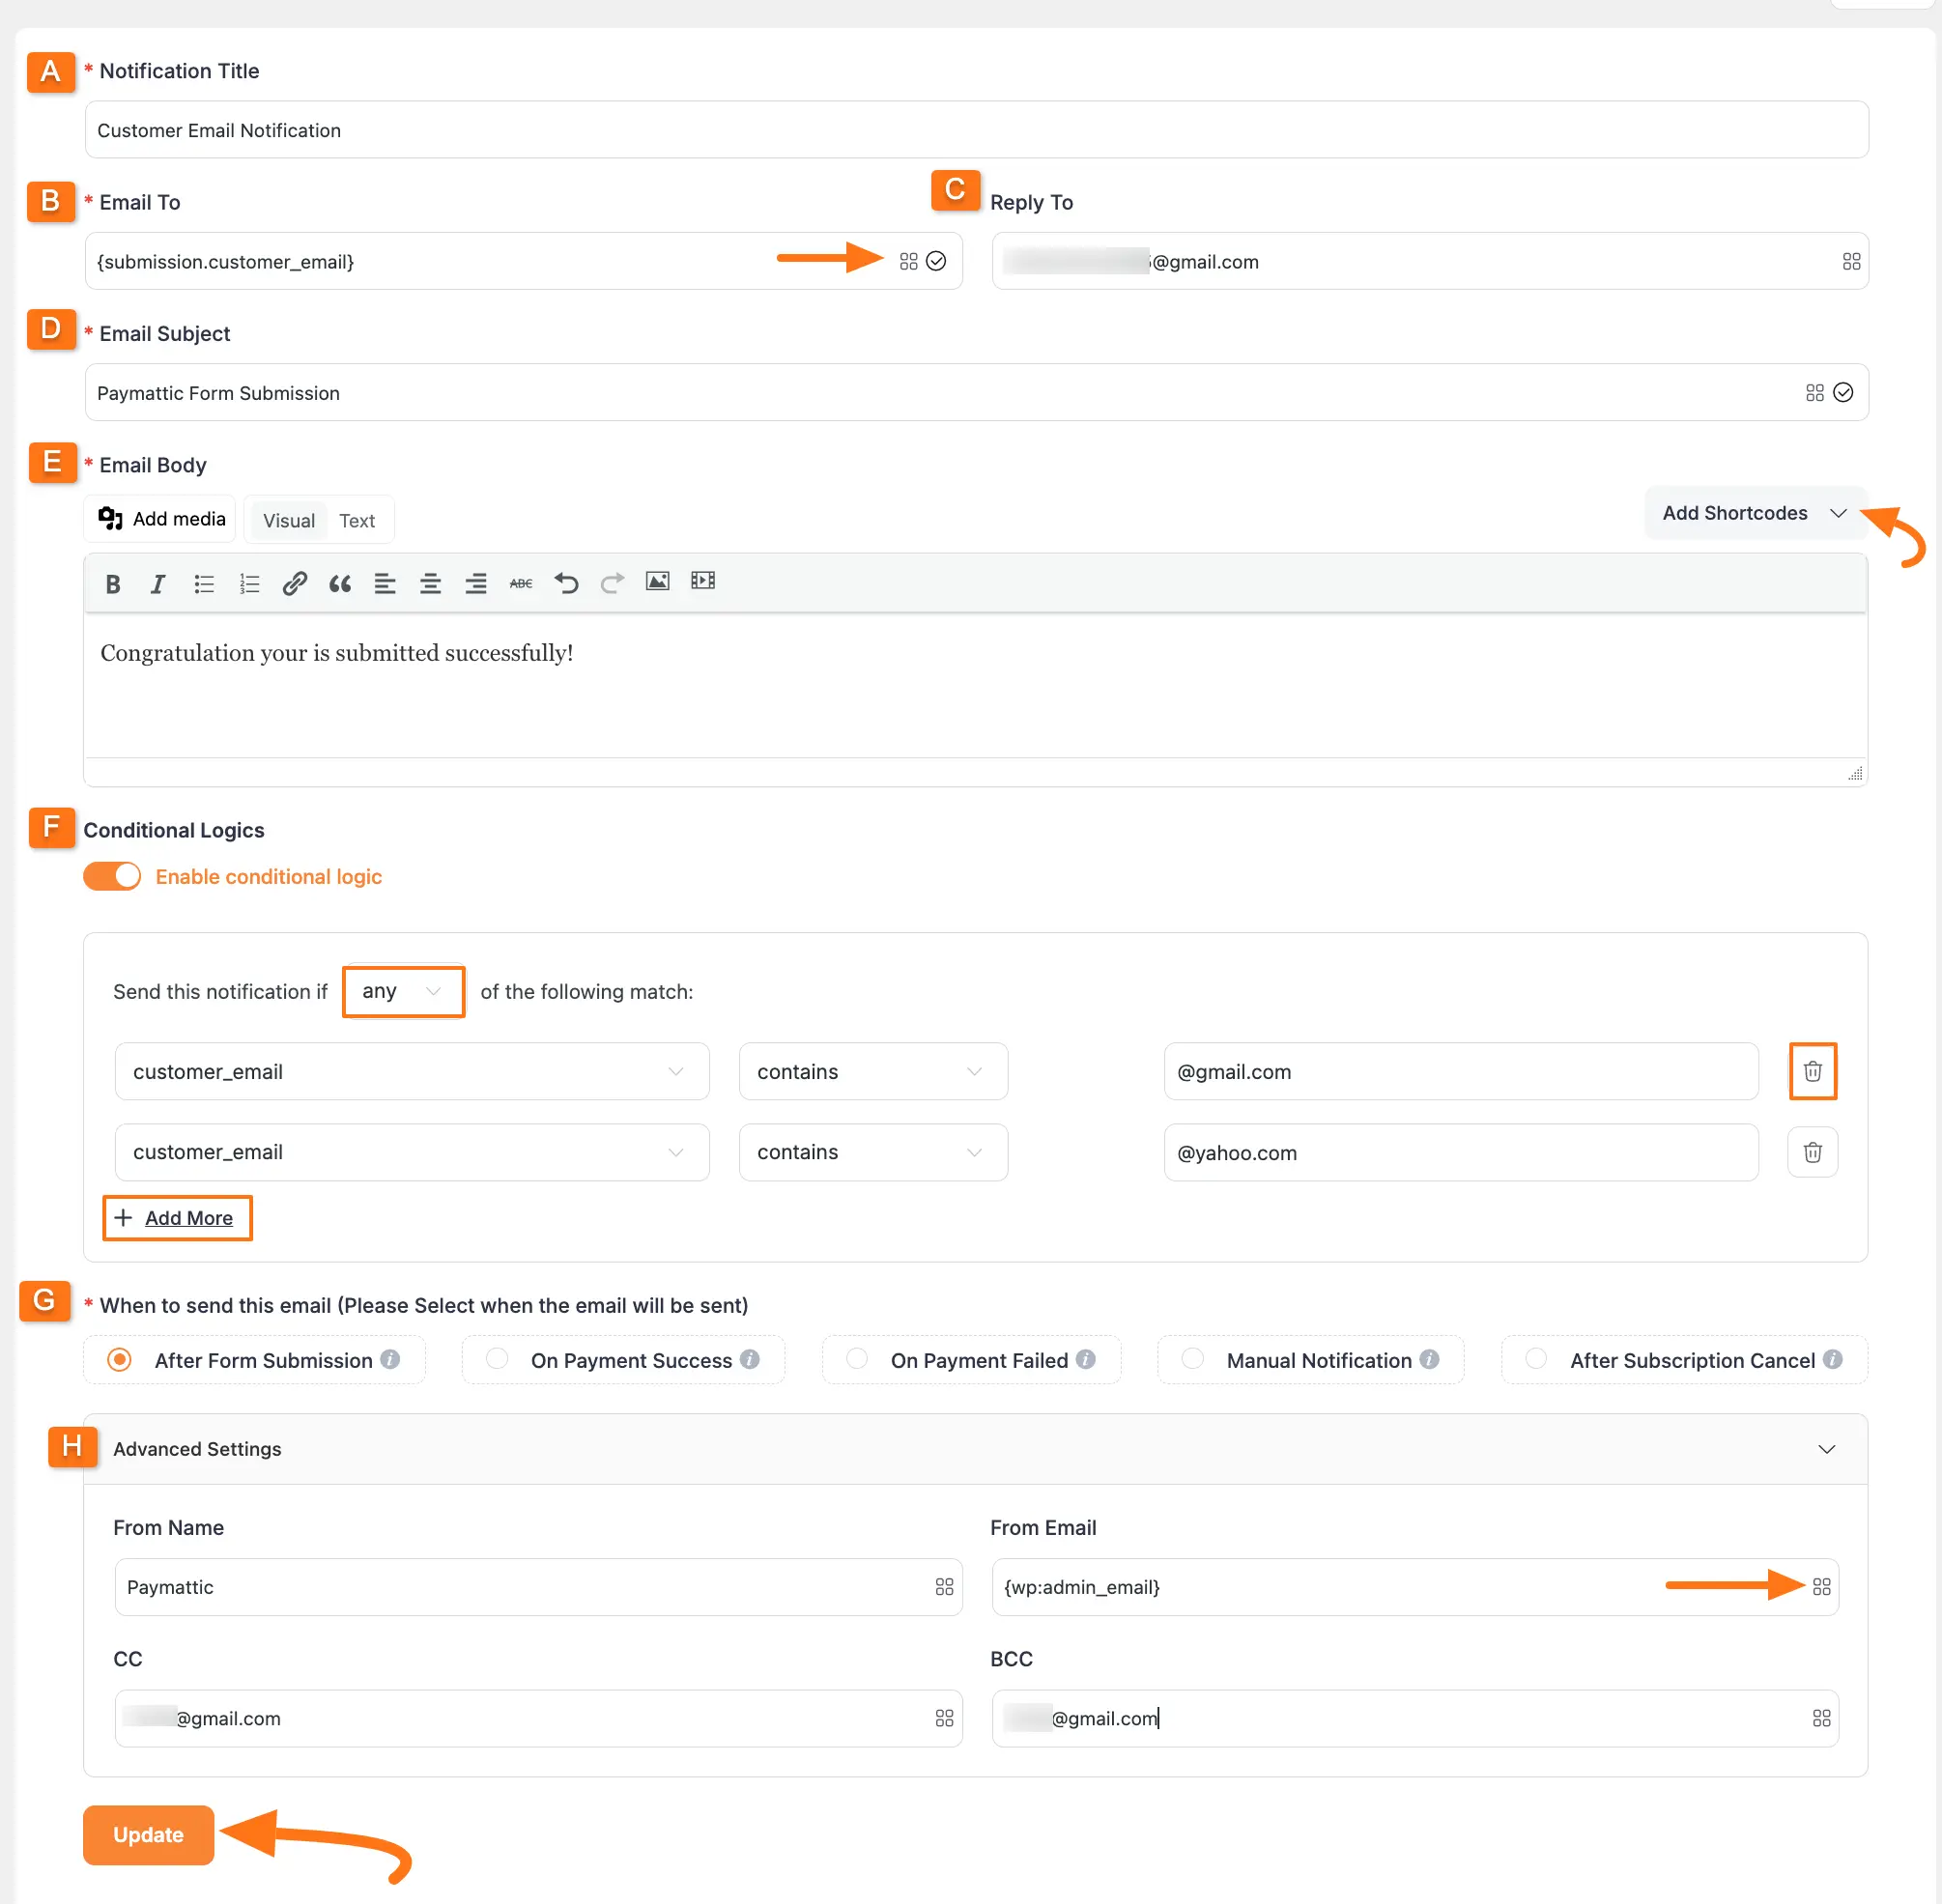 A * Notification Title
Customer Email Notification
B * Email To
C Reply To
{submission.customer_email}
@gmail.com
D * Email Subject
Paymattic Form Submission
E * Email Body
Add media Visual Text
Add Shortcodes
B I ABC
Congratulation your is submitted successfully!
F Conditional Logics
Enable conditional logic
Send this notification if any of the following match:
customer_email contains @gmail.com
customer_email contains @yahoo.com
+ Add More
G * When to send this email (Please Select when the email will be sent)
After Form Submission i On Payment Success i On Payment Failed i Manual Notification i After Subscription Cancel i
H Advanced Settings
From Name From Email
Paymattic {wp:admin_email}
CC BCC
@gmail.com @gmail.com
Update